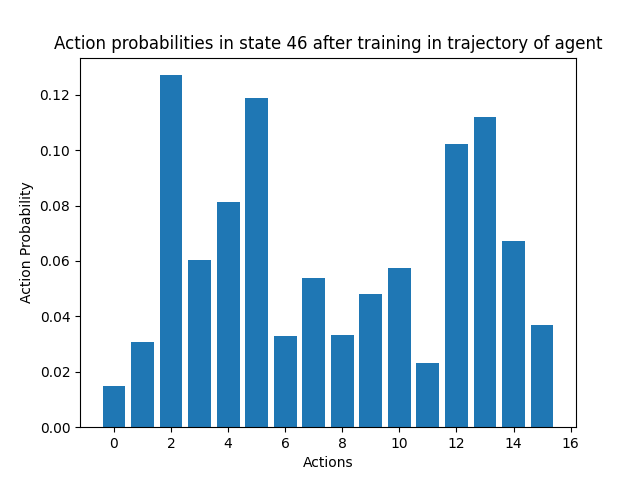 Action probabilities in state 46 after training in trajectory of agent
0.12
0.10
0.08
0.06
0.04
0.02
0.00
Action Probability
0 2 4 6 8 10 12 14 16
Actions